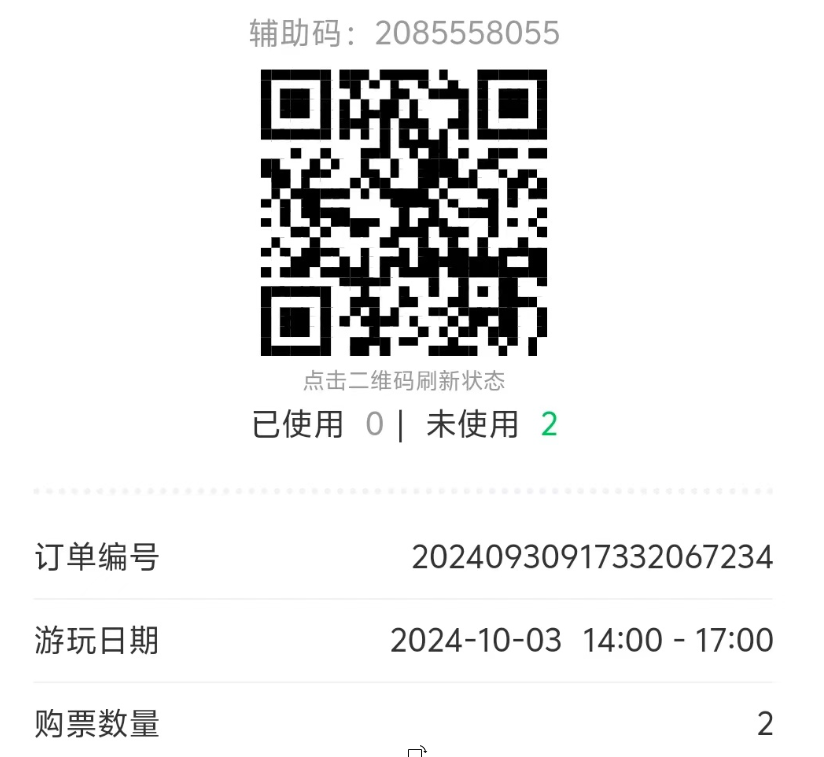 辅助码：2085558055
点击二维码刷新状态
已使用 0 | 未使用 2
订单编号 20240930917332067234
游玩日期 2024-10-03 14:00 - 17:00
购票数量 2